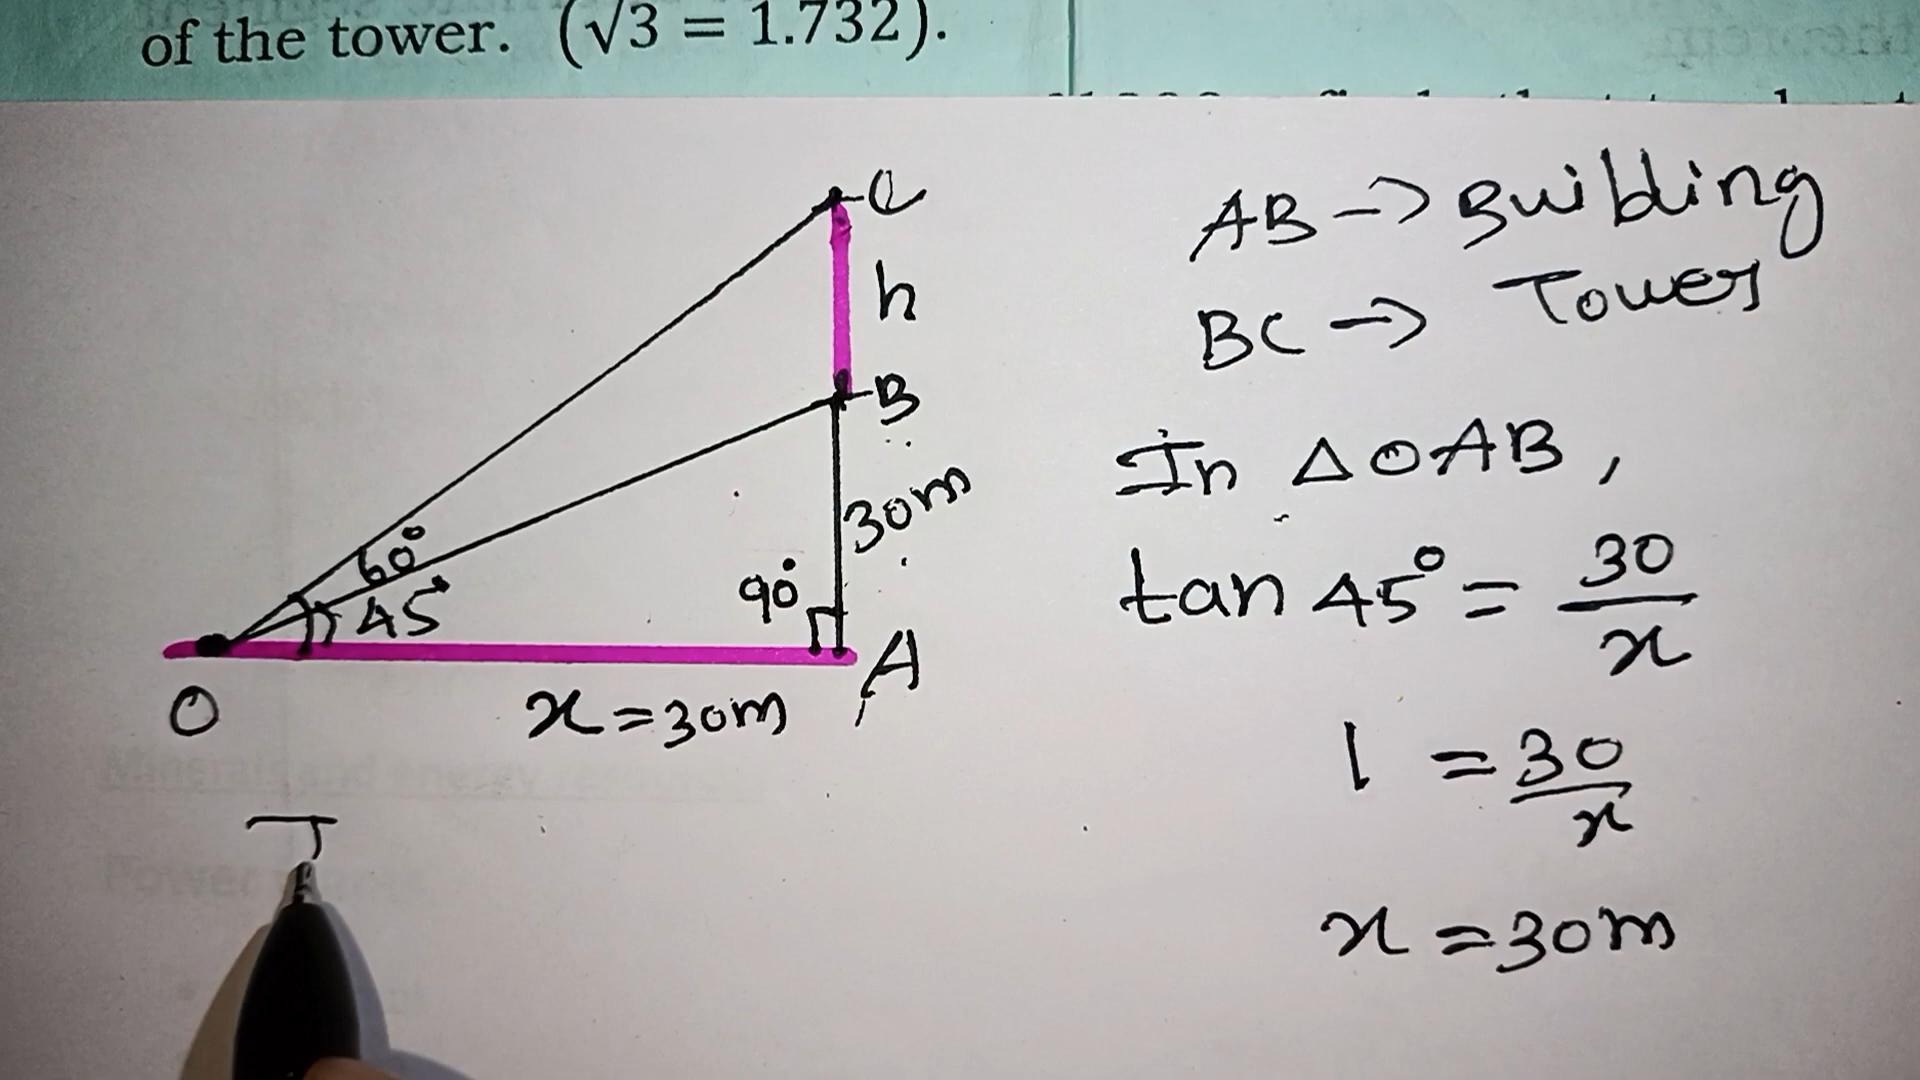 of the tower. (√3 = 1.732).
C
h
B
30m
60°
45°
90°
A
O
x=30m
AB -> Building
BC -> Tower
In △OAB,
tan 45° = 30/x
1 = 30/x
x = 30m